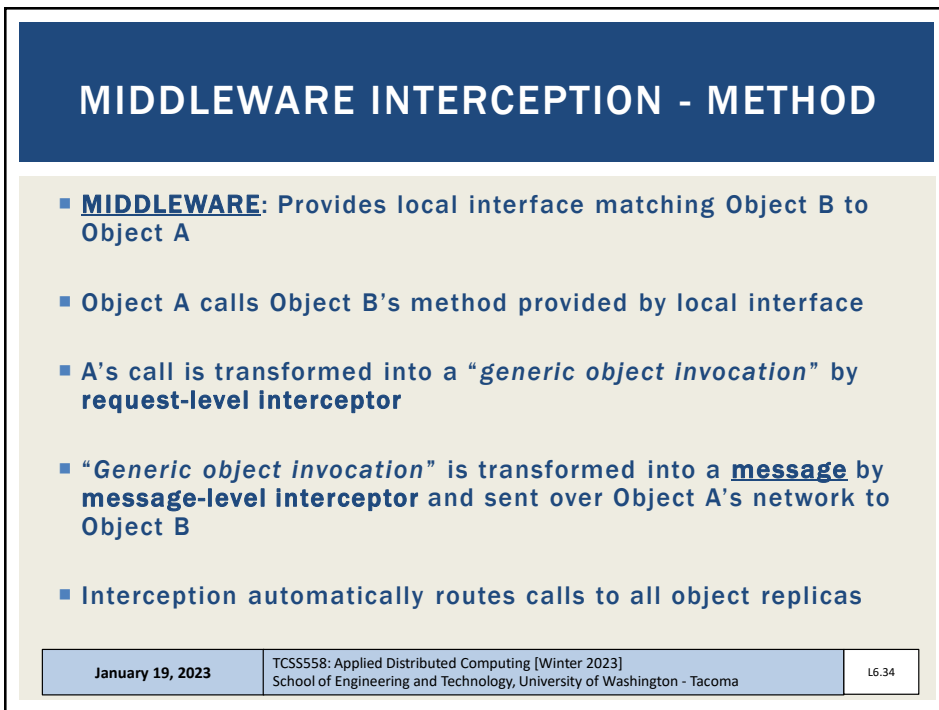 MIDDLEWARE INTERCEPTION - METHOD
▪ MIDDLEWARE: Provides local interface matching Object B to
Object A
▪ Object A calls Object B’s method provided by local interface
▪ A’s call is transformed into a “generic object invocation” by
request-level interceptor
▪ “Generic object invocation” is transformed into a message by
message-level interceptor and sent over Object A’s network to
Object B
▪ Interception automatically routes calls to all object replicas
January 19, 2023
TCSS558: Applied Distributed Computing [Winter 2023]
School of Engineering and Technology, University of Washington - Tacoma
L6.34